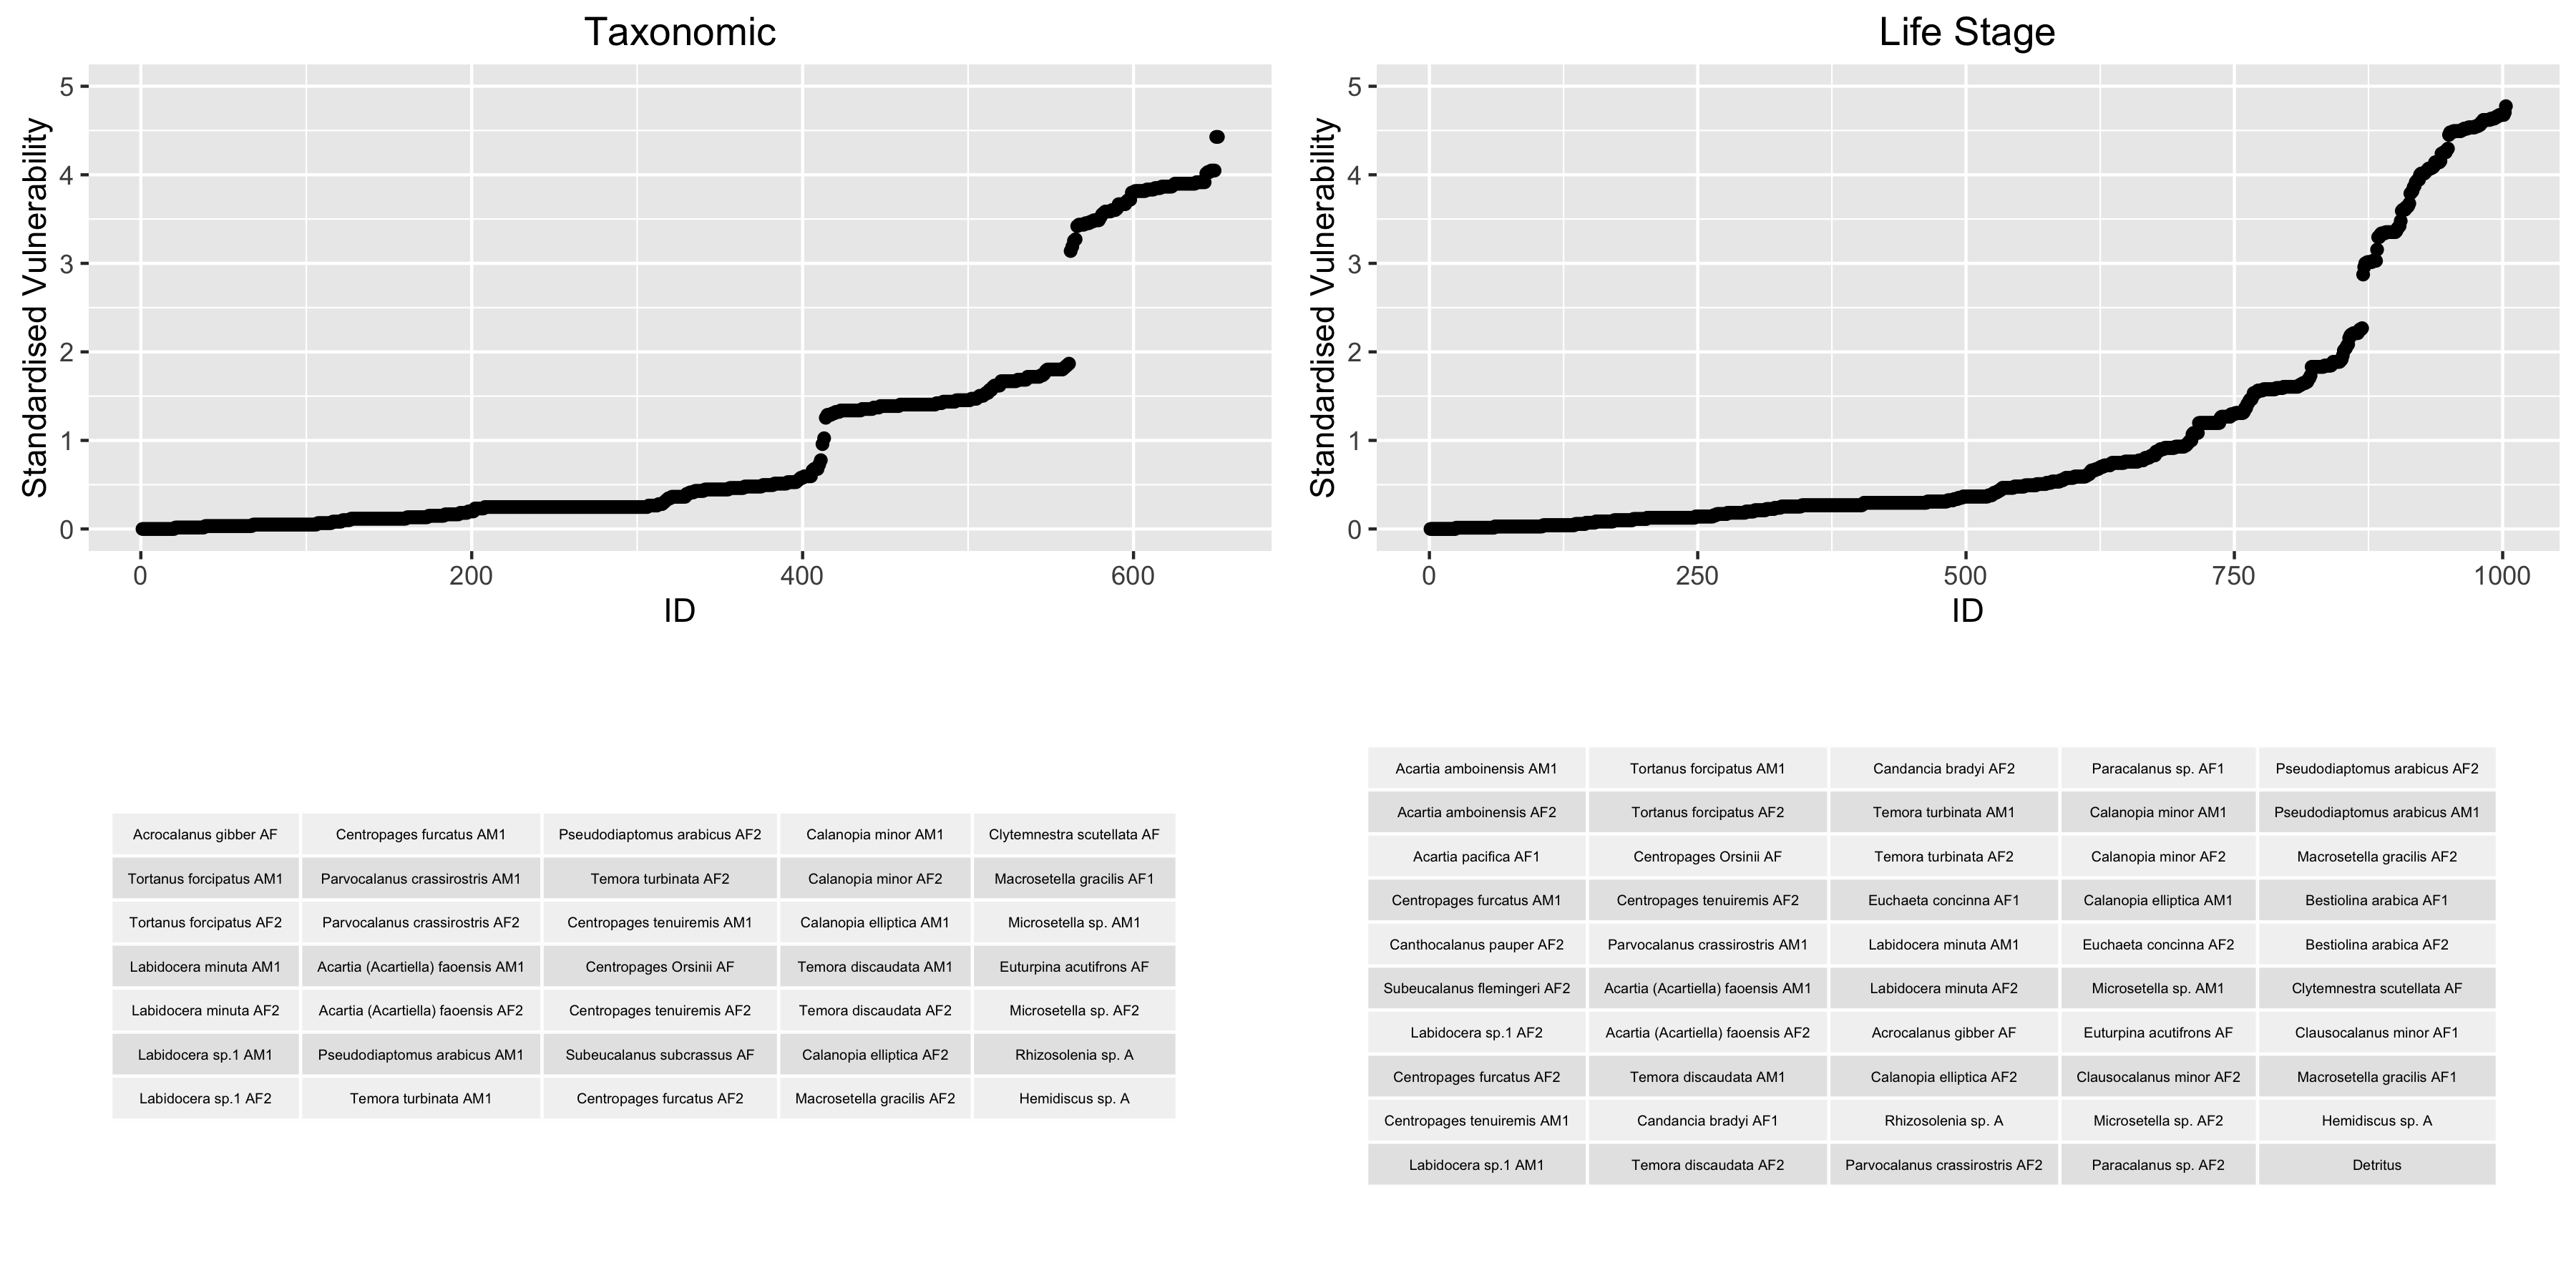 Taxonomic
Standardised Vulnerability
5
4
3
2
1
0
0 200 400 600
ID
Life Stage
Standardised Vulnerability
5
4
3
2
1
0
0 250 500 750 1000
ID
Acrocalanus gibber AF Centropages furcatus AM1 Pseudodiaptomus arabicus AF2 Calanopia minor AM1 Clytemnestra scutellata AF
Tortanus forcipatus AM1 Parvocalanus crassirostris AM1 Temora turbinata AF2 Calanopia minor AF2 Macrosetella gracilis AF1
Tortanus forcipatus AF2 Parvocalanus crassirostris AF2 Centropages tenuiremis AM1 Calanopia elliptica AM1 Microsetella sp. AM1
Labidocera minuta AM1 Acartia (Acartiella) faoensis AM1 Centropages Orsinii AF Temora discaudata AM1 Euturpina acutifrons AF
Labidocera minuta AF2 Acartia (Acartiella) faoensis AF2 Centropages tenuiremis AF2 Temora discaudata AF2 Microsetella sp. AF2
Labidocera sp.1 AM1 Pseudodiaptomus arabicus AM1 Subeucalanus subcrassus AF Calanopia elliptica AF2 Rhizosolenia sp. A
Labidocera sp.1 AF2 Temora turbinata AM1 Centropages furcatus AF2 Macrosetella gracilis AF2 Hemidiscus sp. A
Acartia amboinensis AM1 Tortanus forcipatus AM1 Candancia bradyi AF2 Paracalanus sp. AF1 Pseudodiaptomus arabicus AF2
Acartia amboinensis AF2 Tortanus forcipatus AF2 Temora turbinata AM1 Calanopia minor AM1 Pseudodiaptomus arabicus AM1
Acartia pacifica AF1 Centropages Orsinii AF Temora turbinata AF2 Calanopia minor AF2 Macrosetella gracilis AF2
Centropages furcatus AM1 Centropages tenuiremis AF2 Euchaeta concinna AF1 Calanopia elliptica AM1 Bestiolina arabica AF1
Canthocalanus pauper AF2 Parvocalanus crassirostris AM1 Labidocera minuta AM1 Euchaeta concinna AF2 Bestiolina arabica AF2
Subeucalanus flemingeri AF2 Acartia (Acartiella) faoensis AM1 Labidocera minuta AF2 Microsetella sp. AM1 Clytemnestra scutellata AF
Labidocera sp.1 AF2 Acartia (Acartiella) faoensis AF2 Acrocalanus gibber AF Euturpina acutifrons AF Clausocalanus minor AF1
Centropages furcatus AF2 Temora discaudata AM1 Calanopia elliptica AF2 Clausocalanus minor AF2 Macrosetella gracilis AF1
Centropages tenuiremis AM1 Candancia bradyi AF1 Rhizosolenia sp. A Microsetella sp. AF2 Hemidiscus sp. A
Labidocera sp.1 AM1 Temora discaudata AF2 Parvocalanus crassirostris AF2 Paracalanus sp. AF2 Detritus